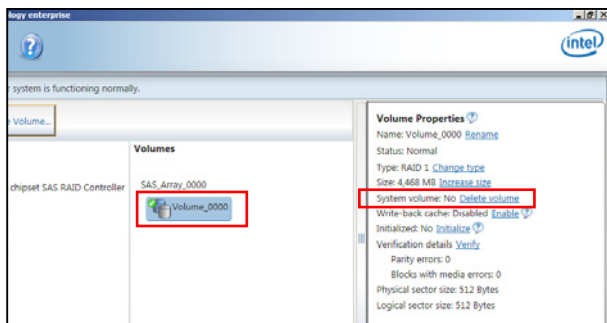 logy enterprise
intel
system is functioning normally.
Volume...
Volumes
chipset SAS RAID Controller
SAS_Array_0000
Volume_0000
Volume Properties
Name: Volume_0000 Rename
Status: Normal
Type: RAID 1 Change type
Size: 4,468 MB Increase size
System volume: No Delete volume
Write-back cache: Disabled Enable
Initialized: No Initialize
Verification details Verify
Parity errors: 0
Blocks with media errors: 0
Physical sector size: 512 Bytes
Logical sector size: 512 Bytes